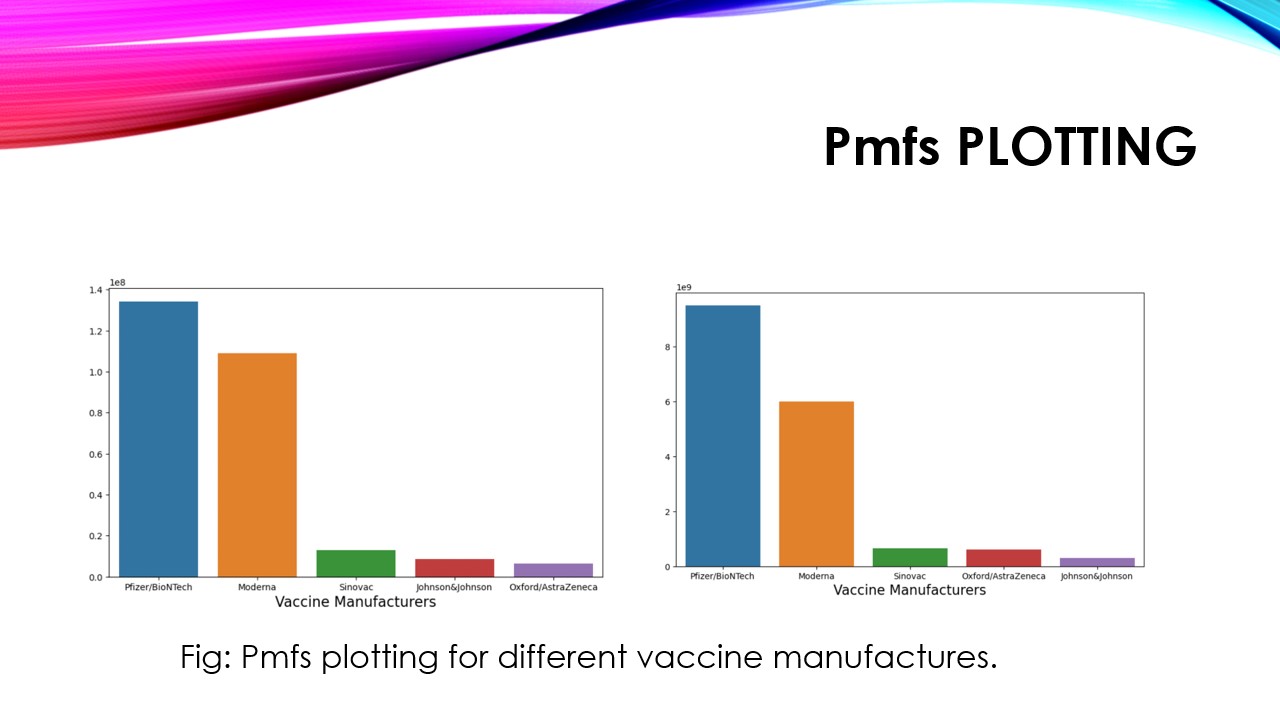 Pmfs PLOTTING
1e8
1.4
1.2
1.0
0.8
0.6
0.4
0.2
0.0
Pfizer/BioNTech Moderna Sinovac Johnson&Johnson Oxford/AstraZeneca
Vaccine Manufacturers
1e9
8
6
4
2
0
Pfizer/BioNTech Moderna Sinovac Oxford/AstraZeneca Johnson&Johnson
Vaccine Manufacturers
Fig: Pmfs plotting for different vaccine manufactures.